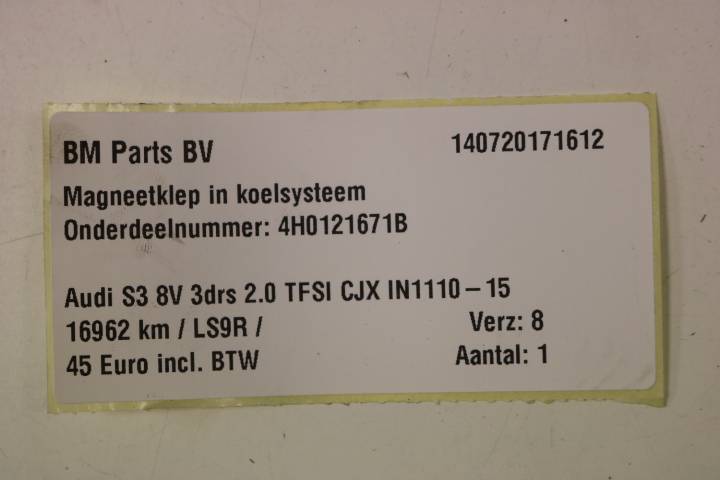 BM Parts BV 140720171612
Magneetklep in koelsysteem
Onderdeelnummer: 4H0121671B
Audi S3 8V 3drs 2.0 TFSI CJX IN1110-15
16962 km / LS9R / Verz: 8
45 Euro incl. BTW Aantal: 1